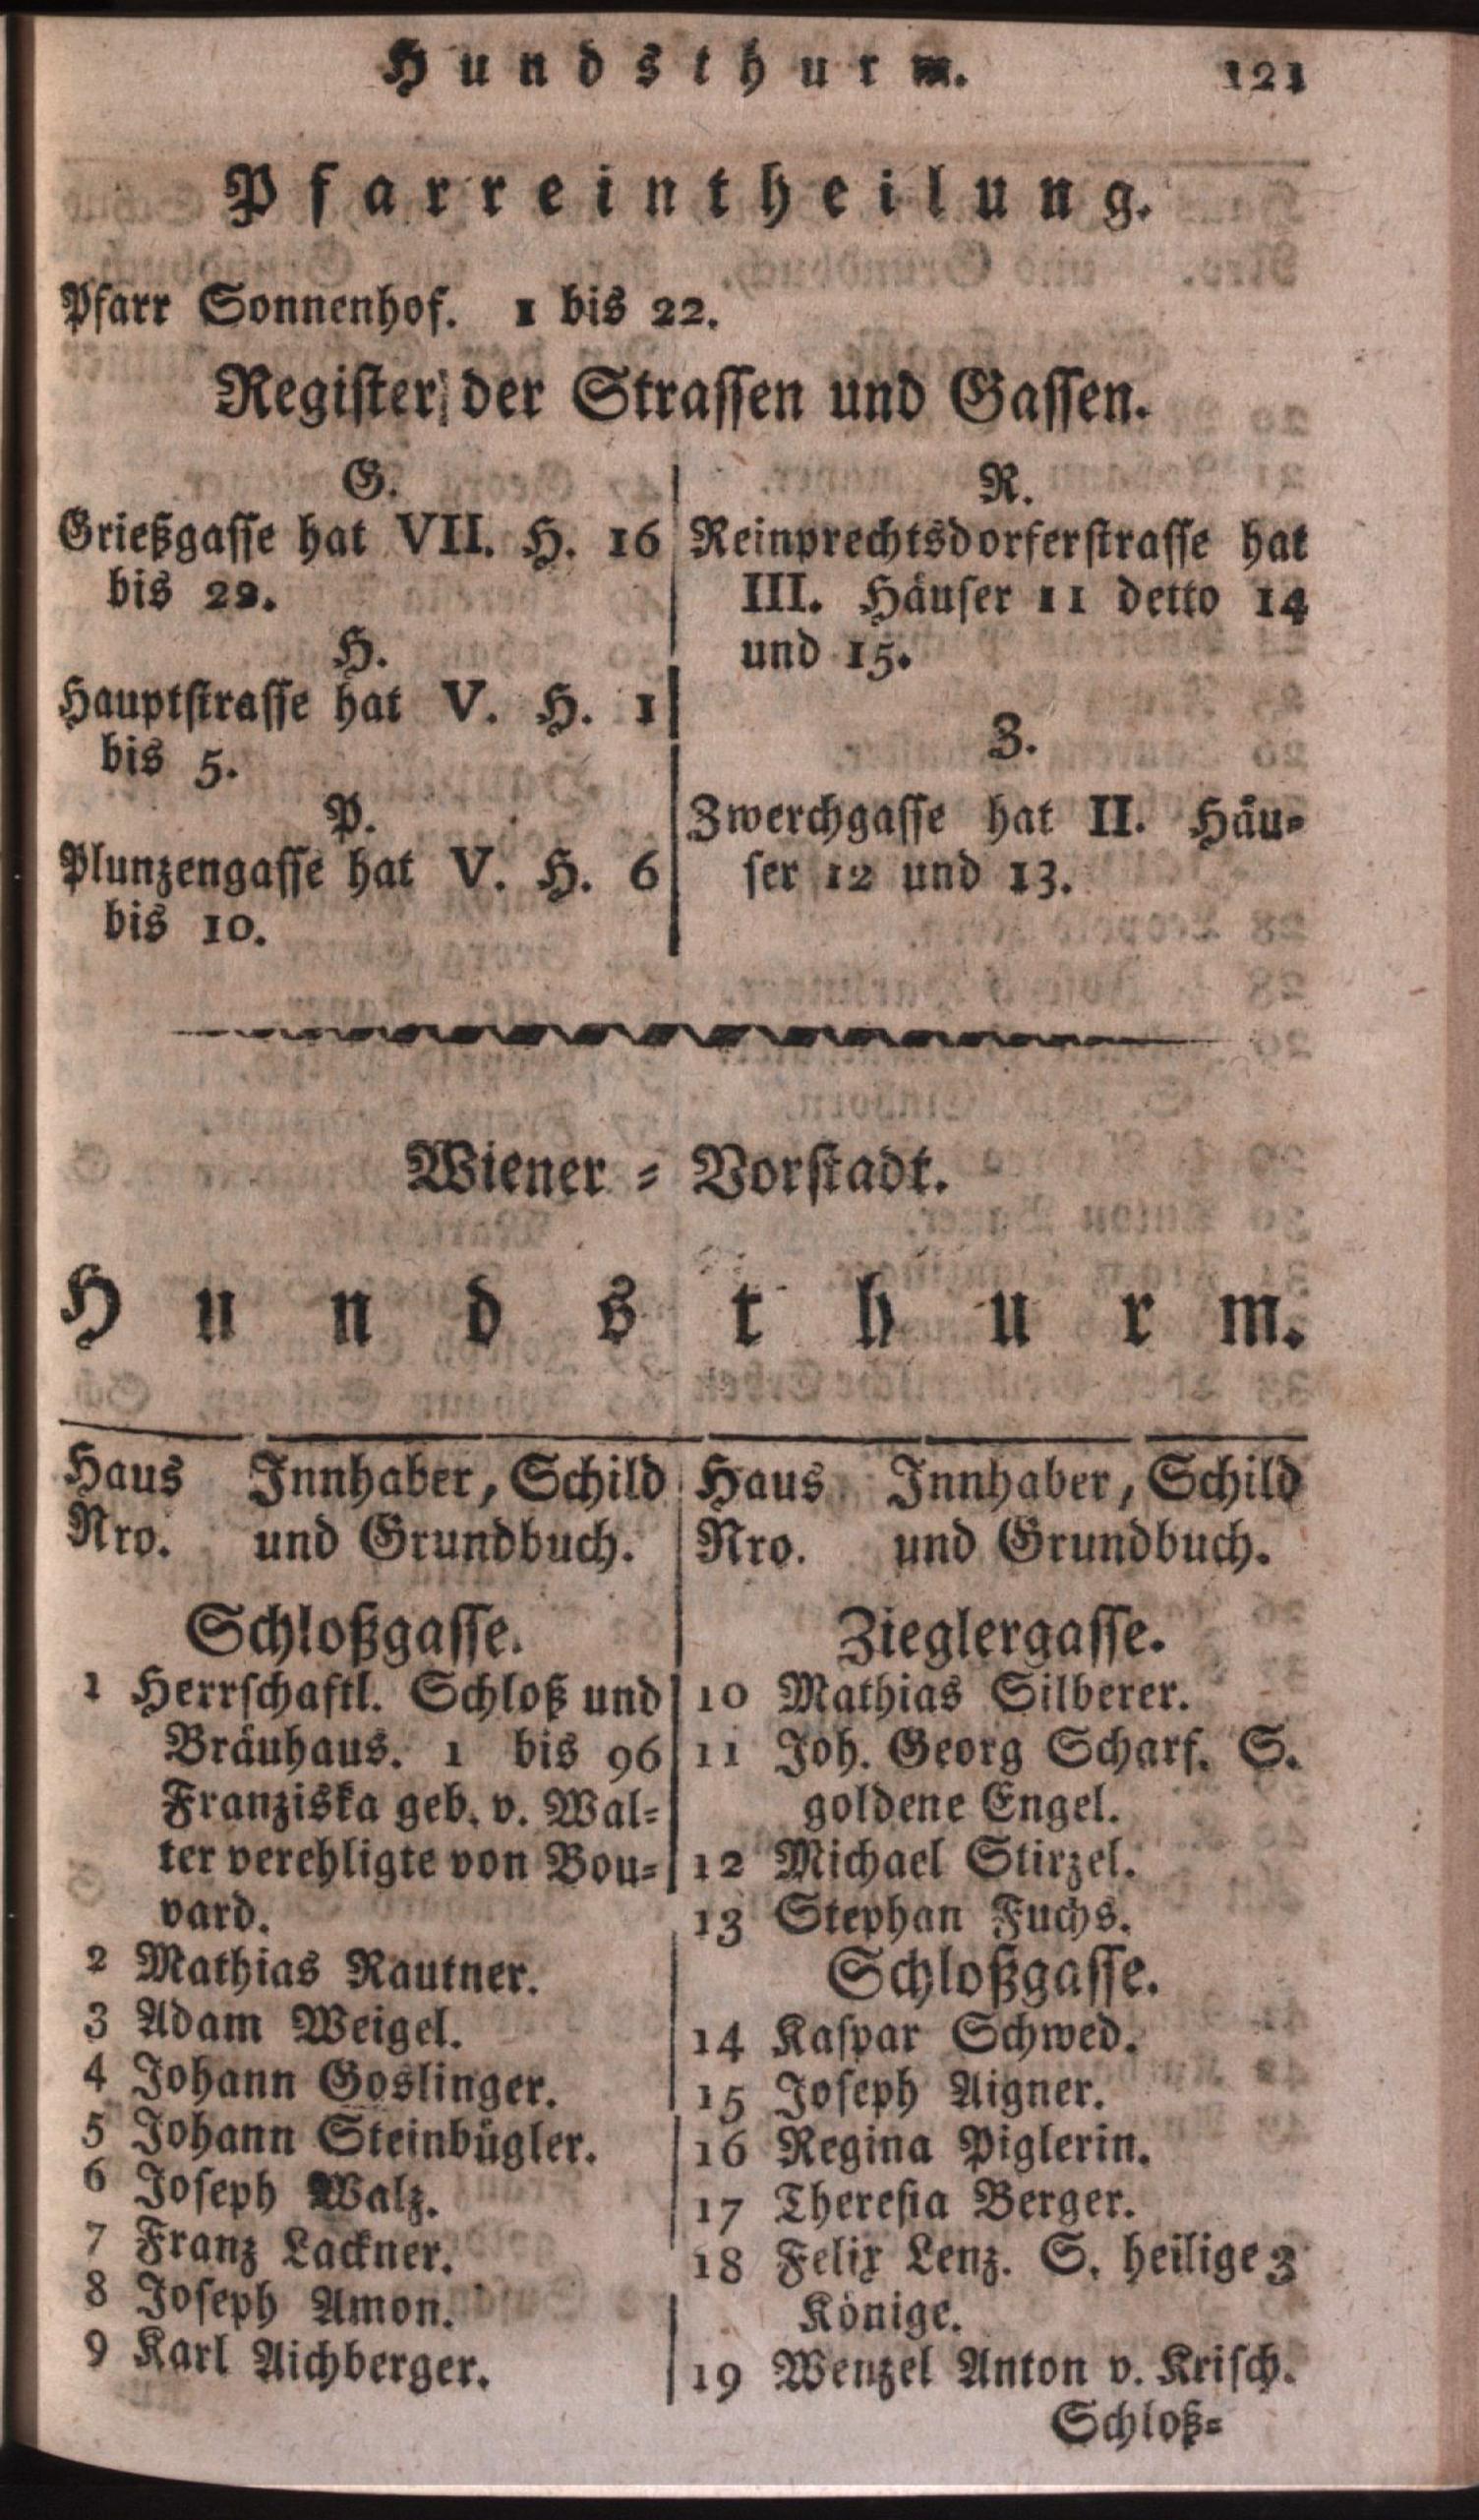 Hundsthurm. 121
Pfarreintheilung.
Pfarr Sonnenhof. 1 bis 22.
Register der Strassen und Gassen.
G.
Grießgasse hat VII. H. 16
bis 22.
H.
Hauptstrasse hat V. H. 1
bis 5.
P.
Plunzengasse hat V. H. 6
bis 10.
R.
Reinprechtsdorferstrasse hat
III. Häuser 11 detto 14
und 15.
Z.
Zwerchgasse hat II. Häu-
ser 12 und 13.
Wiener-Vorstadt.
Hundsthurm.
Haus Innhaber, Schild
Nro. und Grundbuch.
Schloßgasse.
1 Herrschaftl. Schloß und
Bräuhaus. 1 bis 96
Franziska geb. v. Wal-
ter verehligte von Bou-
vard.
2 Mathias Rautner.
3 Adam Weigel.
4 Johann Goslinger.
5 Johann Steinbügler.
6 Joseph Walz.
7 Franz Lackner.
8 Joseph Amon.
9 Karl Aichberger.
Haus Innhaber, Schild
Nro. und Grundbuch.
Zieglergasse.
10 Mathias Silberer.
11 Joh. Georg Scharf. S.
goldene Engel.
12 Michael Stirzel.
13 Stephan Fuchs.
Schloßgasse.
14 Kaspar Schwed.
15 Joseph Aigner.
16 Regina Piglerin.
17 Theresia Berger.
18 Felix Lenz. S. heilige 3
Könige.
19 Wenzel Anton v. Krisch.
Schloß-